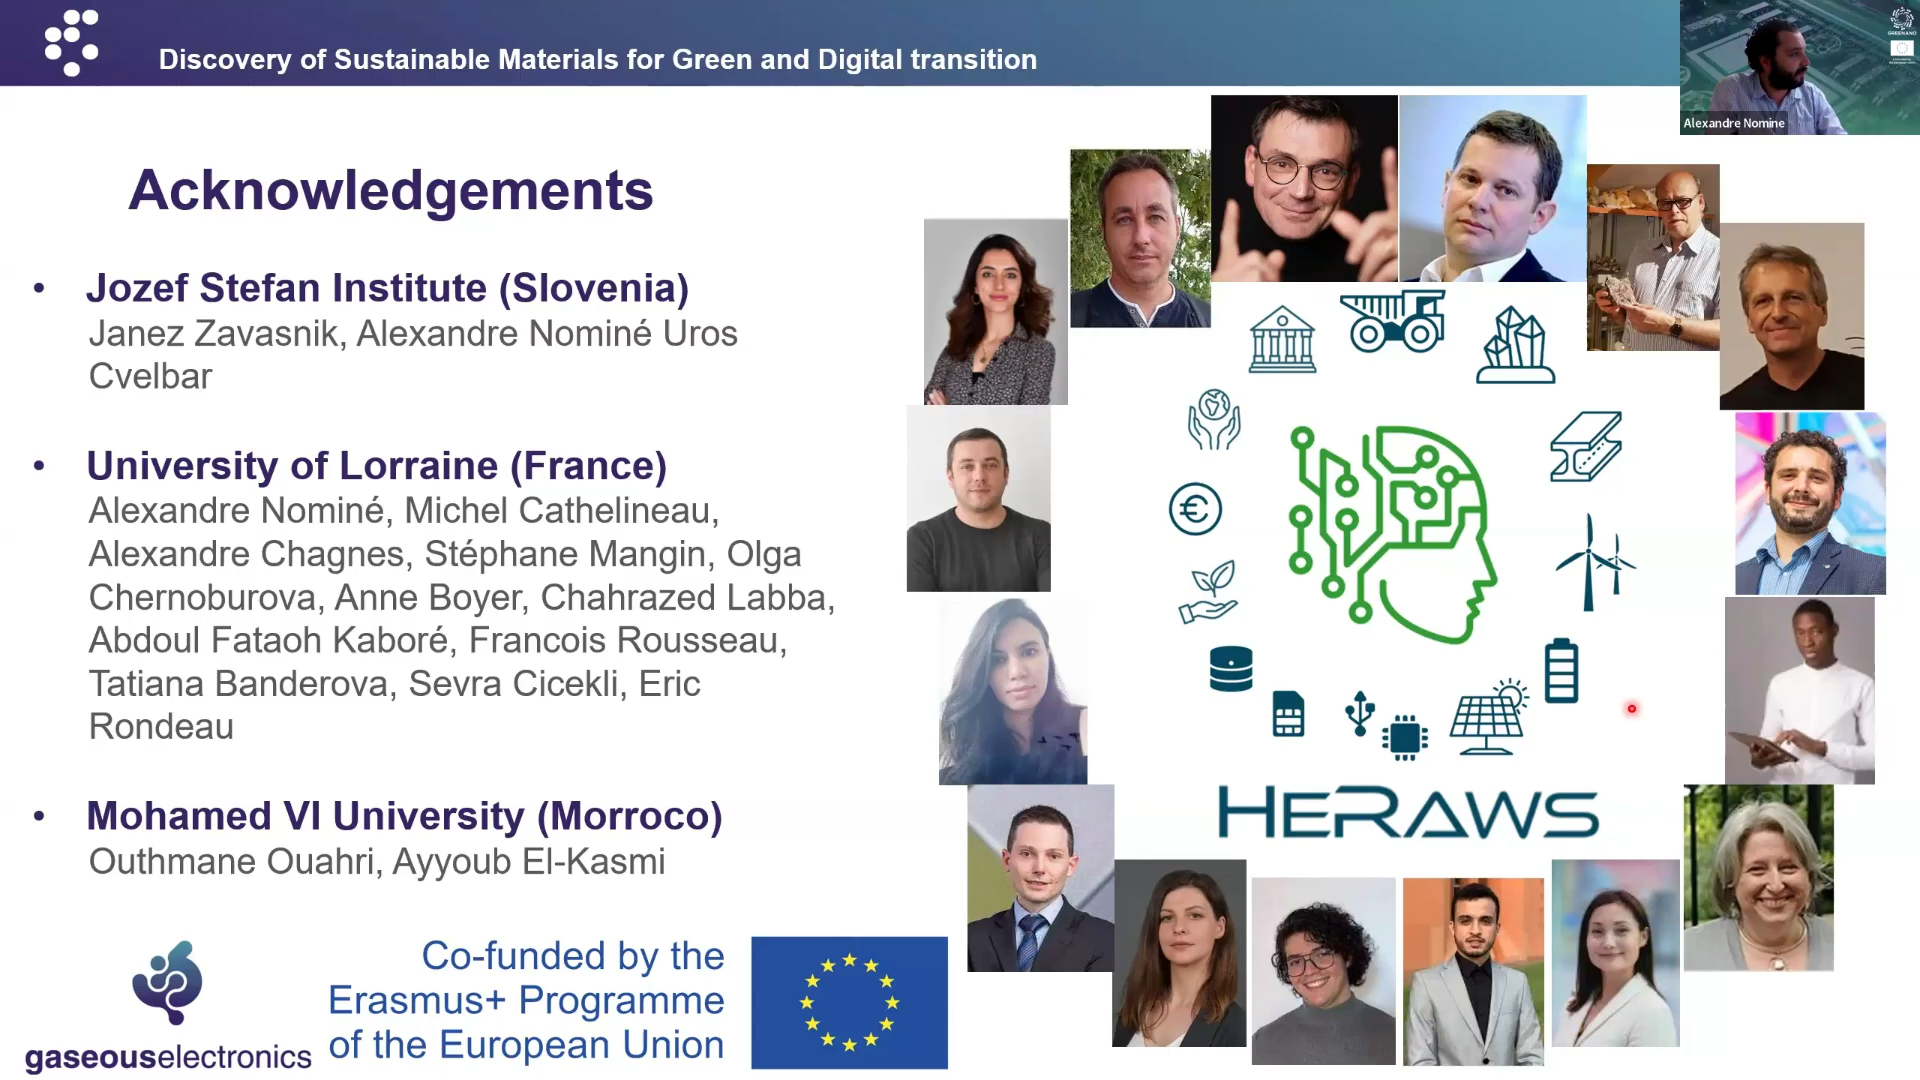 Discovery of Sustainable Materials for Green and Digital transition
Alexandre Nomine
Acknowledgements
• Jozef Stefan Institute (Slovenia)
Janez Zavasnik, Alexandre Nominé Uros
Cvelbar
• University of Lorraine (France)
Alexandre Nominé, Michel Cathelineau,
Alexandre Chagnes, Stéphane Mangin, Olga
Chernoburova, Anne Boyer, Chahrazed Labba,
Abdoul Fataoh Kaboré, Francois Rousseau,
Tatiana Banderova, Sevra Cicekli, Eric
Rondeau
• Mohamed VI University (Morroco)
Outhmane Ouahri, Ayyoub El-Kasmi
HERAWS
gaseouselectronics
Co-funded by the
Erasmus+ Programme
of the European Union